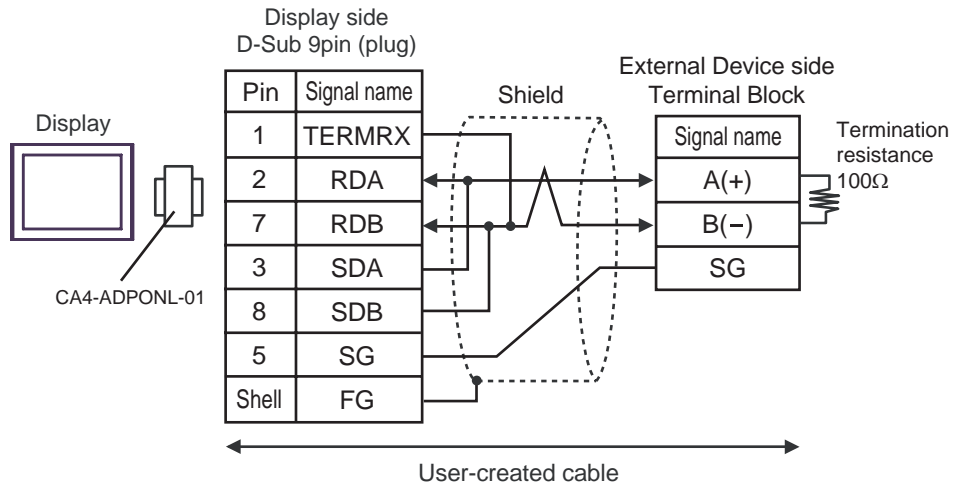 Display side
D-Sub 9pin (plug)
External Device side
Terminal Block
Display
CA4-ADPONL-01
Shield
Pin Signal name
1 TERMRX
2 RDA
7 RDB
3 SDA
8 SDB
5 SG
Shell FG
Signal name
A(+)
B(−)
SG
Termination
resistance
100Ω
User-created cable